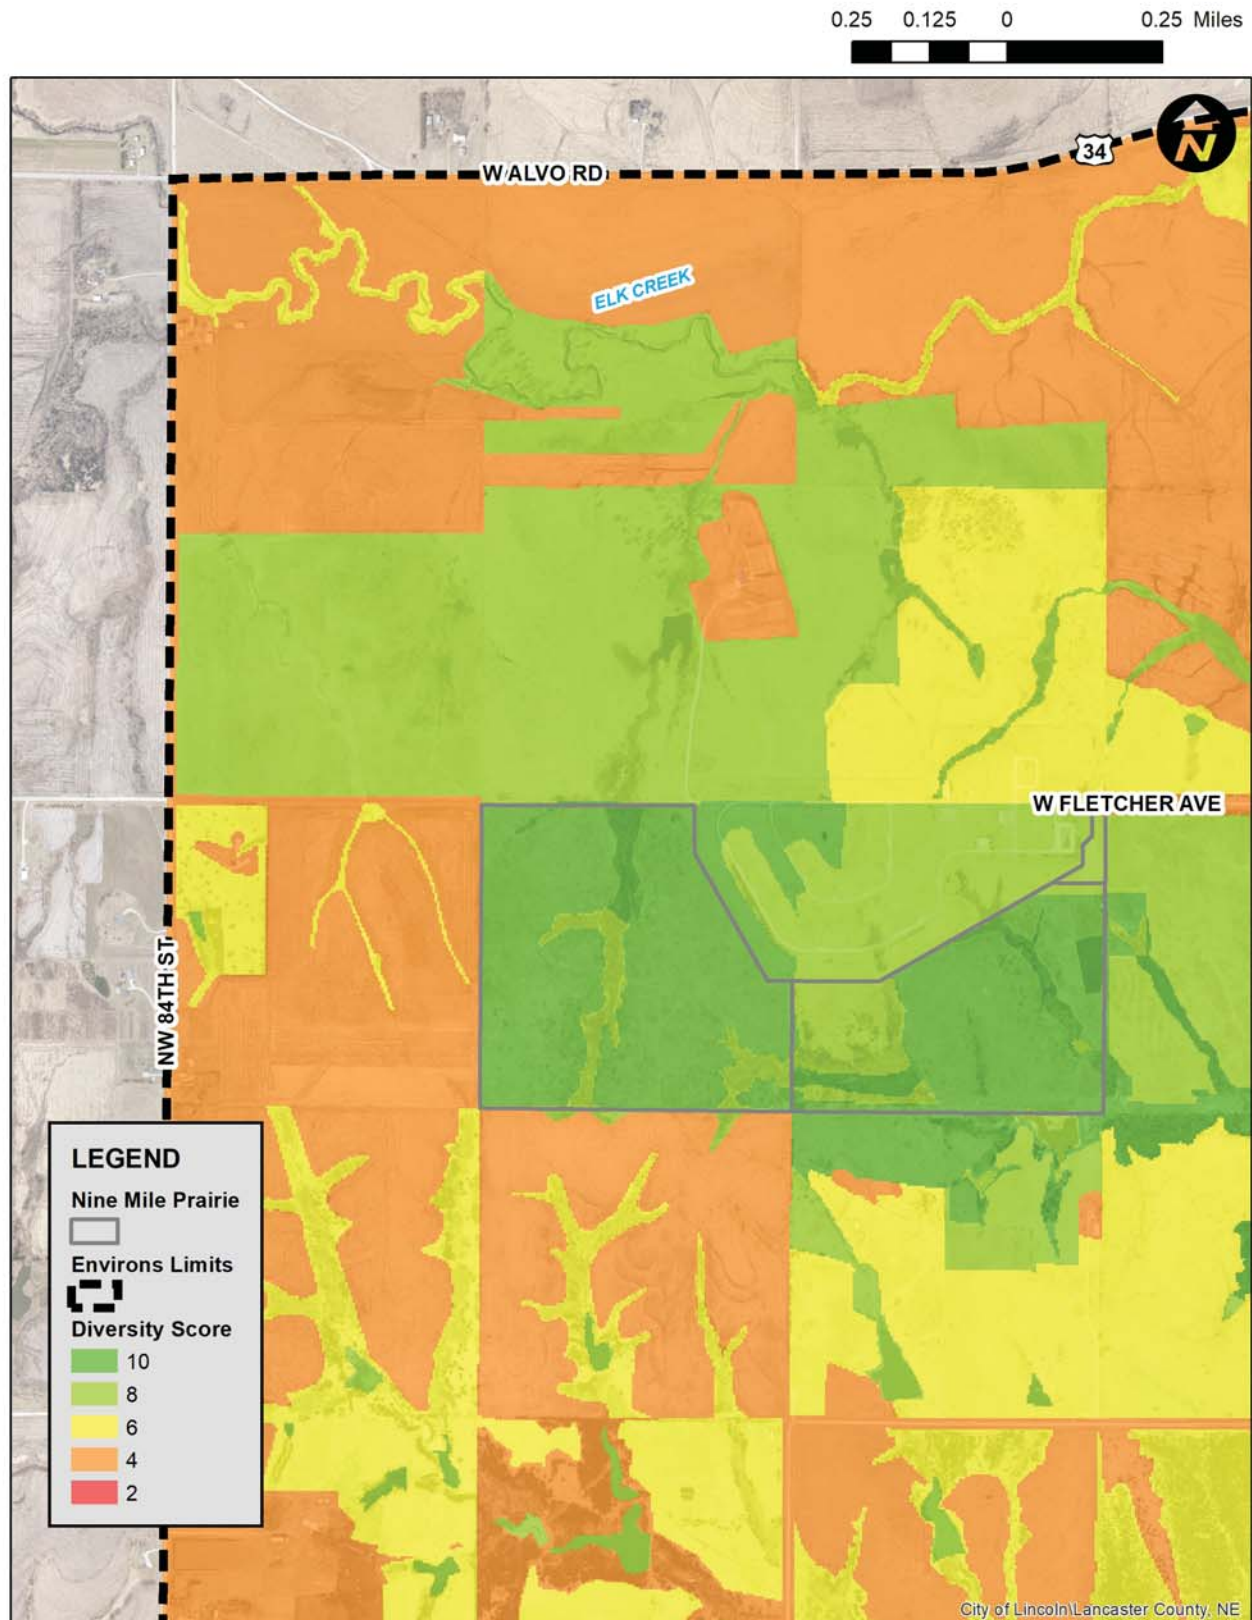 0.25 0.125 0 0.25 Miles
N
34
W ALVO RD
ELK CREEK
W FLETCHER AVE
NW 84TH ST
LEGEND
Nine Mile Prairie
Environs Limits
Diversity Score
10
8
6
4
2
City of Lincoln\Lancaster County, NE